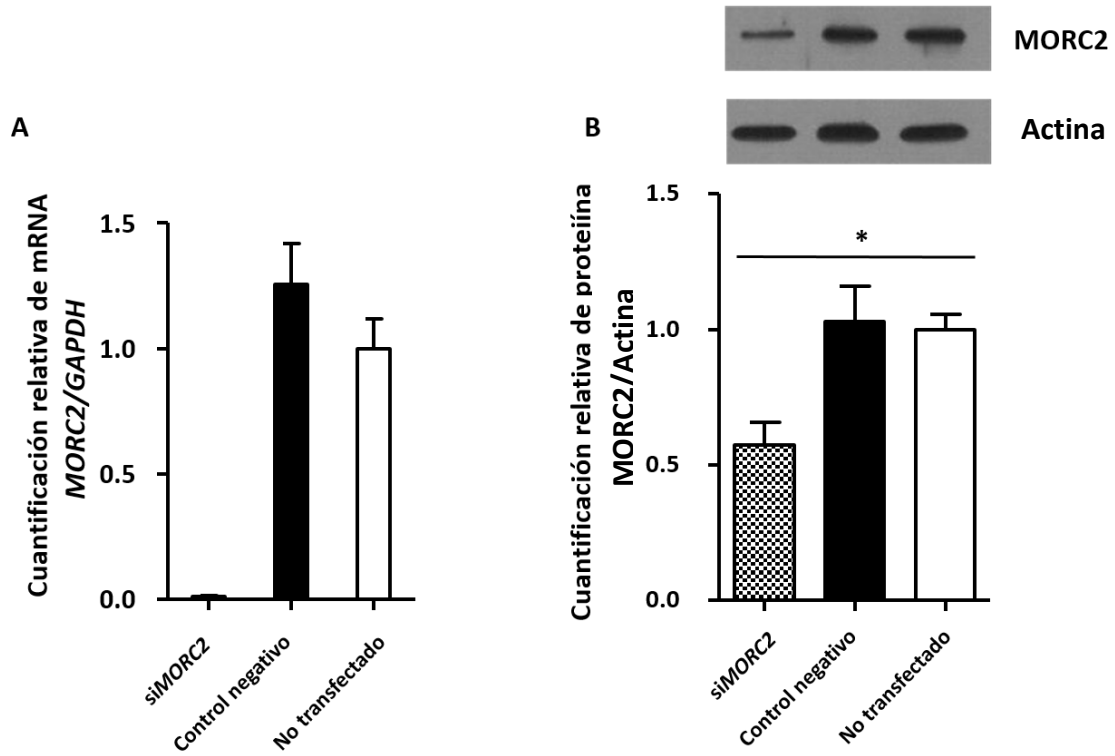 A
Cuantificación relativa de mRNA
MORC2/GAPDH
1.5
1.0
0.5
0.0
siMORC2
Control negativo
No transfectado
B
MORC2
Actina
Cuantificación relativa de proteiína
MORC2/Actina
1.5
1.0
0.5
0.0
*
siMORC2
Control negativo
No transfectado